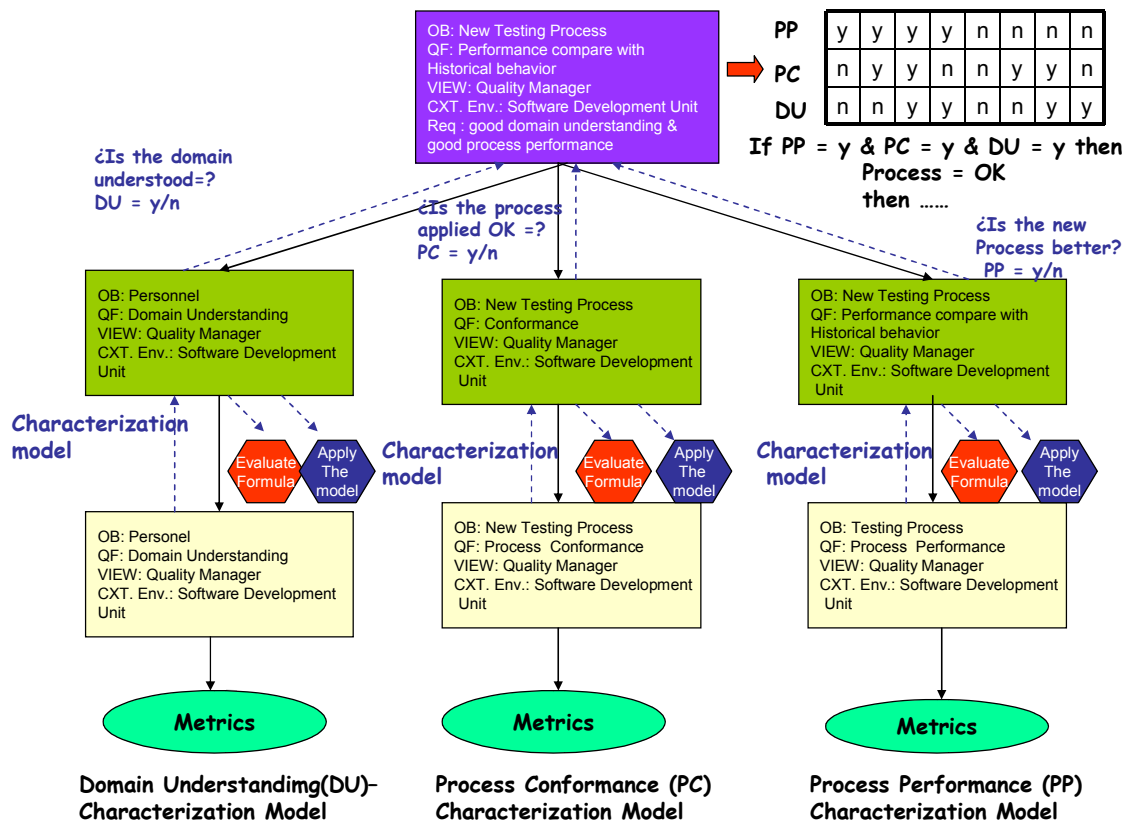 OB: New Testing Process
QF: Performance compare with
Historical behavior
VIEW: Quality Manager
CXT. Env.: Software Development Unit
Req : good domain understanding &
good process performance
PP y y y y n n n n
PC n y y n n y y n
DU n n y y n n y y
If PP = y & PC = y & DU = y then
Process = OK
then ......
¿Is the domain
understood=?
DU = y/n
¿Is the process
applied OK =?
PC = y/n
¿Is the new
Process better?
PP = y/n
OB: Personnel
QF: Domain Understanding
VIEW: Quality Manager
CXT. Env.: Software Development
Unit
OB: New Testing Process
QF: Conformance
VIEW: Quality Manager
CXT. Env.: Software Development
Unit
OB: New Testing Process
QF: Performance compare with
Historical behavior
VIEW: Quality Manager
CXT. Env.: Software Development
Unit
Characterization
model
Evaluate
Formula
Apply
The
model
Characterization
model
Evaluate
Formula
Apply
The
model
Characterization
model
Evaluate
Formula
Apply
The
model
OB: Personel
QF: Domain Understanding
VIEW: Quality Manager
CXT. Env.: Software Development
Unit
OB: New Testing Process
QF: Process Conformance
VIEW: Quality Manager
CXT. Env.: Software Development
Unit
OB: Testing Process
QF: Process Performance
VIEW: Quality Manager
CXT. Env.: Software Development
Unit
Metrics
Metrics
Metrics
Domain Understandimg(DU)–
Characterization Model
Process Conformance (PC)
Characterization Model
Process Performance (PP)
Characterization Model